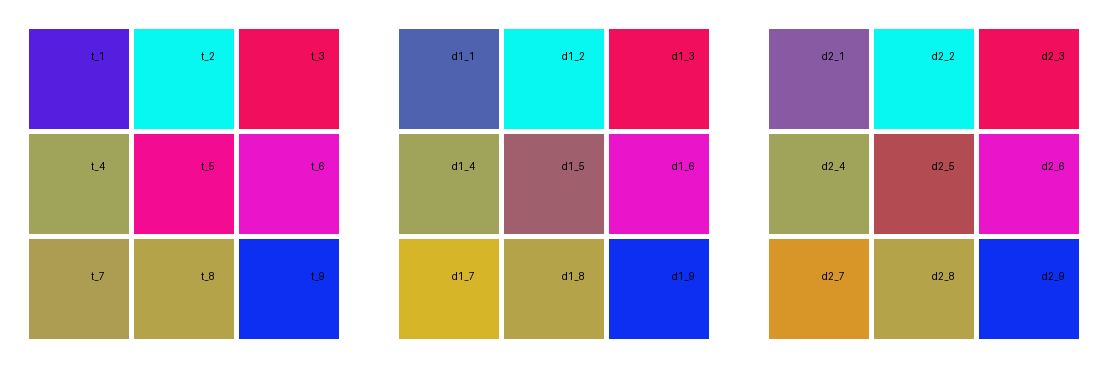 t_1 t_2 t_3 d1_1 d1_2 d1_3 d2_1 d2_2 d2_3
t_4 t_5 t_6 d1_4 d1_5 d1_6 d2_4 d2_5 d2_6
t_7 t_8 t_9 d1_7 d1_8 d1_9 d2_7 d2_8 d2_9